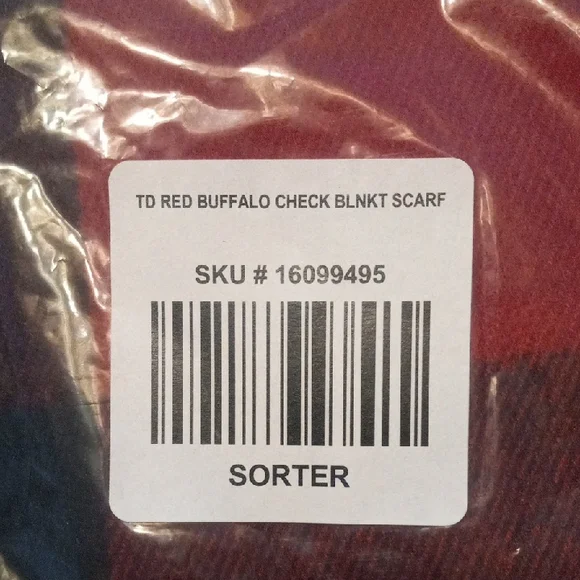 TD RED BUFFALO CHECK BLNKT SCARF
SKU # 16099495
SORTER